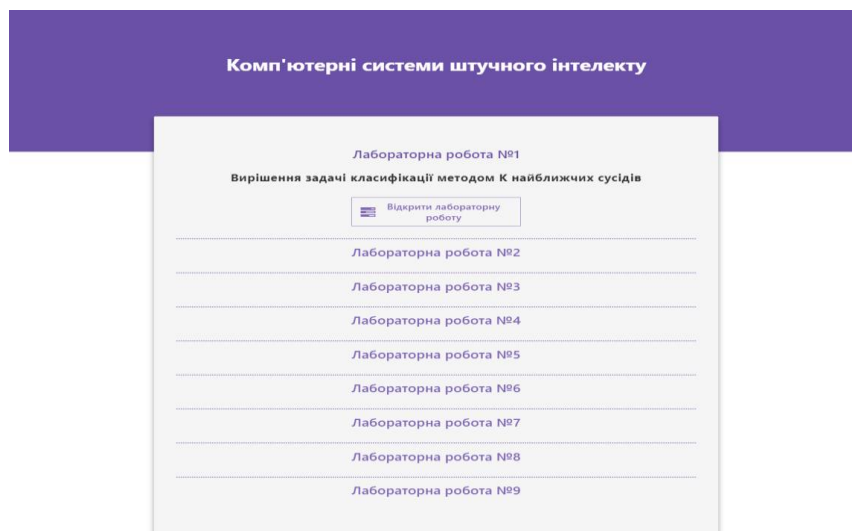 Комп'ютерні системи штучного інтелекту
Лабораторна робота №1
Вирішення задачі класифікації методом К найближчих сусідів
Відкрити лабораторну
роботу
Лабораторна робота №2
Лабораторна робота №3
Лабораторна робота №4
Лабораторна робота №5
Лабораторна робота №6
Лабораторна робота №7
Лабораторна робота №8
Лабораторна робота №9